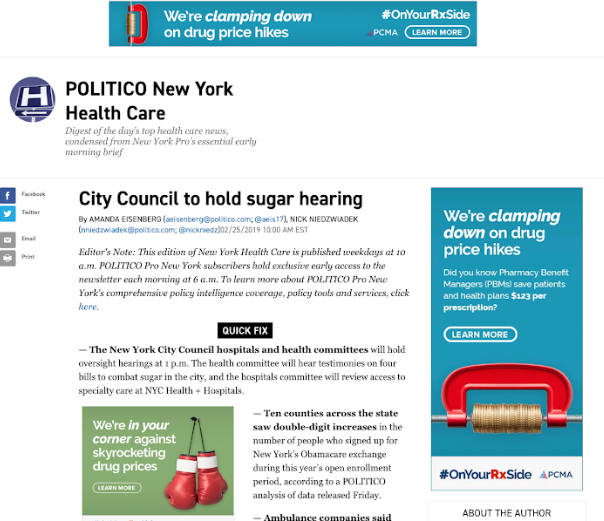 We're clamping down
on drug price hikes
#OnYourRxSide
PCMA
LEARN MORE
H
POLITICO New York
Health Care
Digest of the day's top health care news,
condensed from New York Pro's essential early
morning brief
Facebook
Twitter
Email
Print
City Council to hold sugar hearing
By AMANDA EISENBERG (aeisenberg@politico.com; @aeis17), NICK NIEDZWIADEK
(nniedzwiadek@politico.com; @nickniedz)02/25/2019 10:00 AM EST
Editor's Note: This edition of New York Health Care is published weekdays at 10
a.m. POLITICO Pro New York subscribers hold exclusive early access to the
newsletter each morning at 6 a.m. To learn more about POLITICO Pro New
York's comprehensive policy intelligence coverage, policy tools and services, click
here.
QUICK FIX
— The New York City Council hospitals and health committees will hold
oversight hearings at 1 p.m. The health committee will hear testimonies on four
bills to combat sugar in the city, and the hospitals committee will review access to
specialty care at NYC Health + Hospitals.
We're in your
corner against
skyrocketing
drug prices
LEARN MORE
— Ten counties across the state
saw double-digit increases in the
number of people who signed up for
New York's Obamacare exchange
during this year's open enrollment
period, according to a POLITICO
analysis of data released Friday.
— Ambulance companies said
We're clamping
down on drug
price hikes
Did you know Pharmacy Benefit
Managers (PBMs) save patients
and health plans $123 per
prescription?
LEARN MORE
#OnYourRxSide
PCMA
ABOUT THE AUTHOR